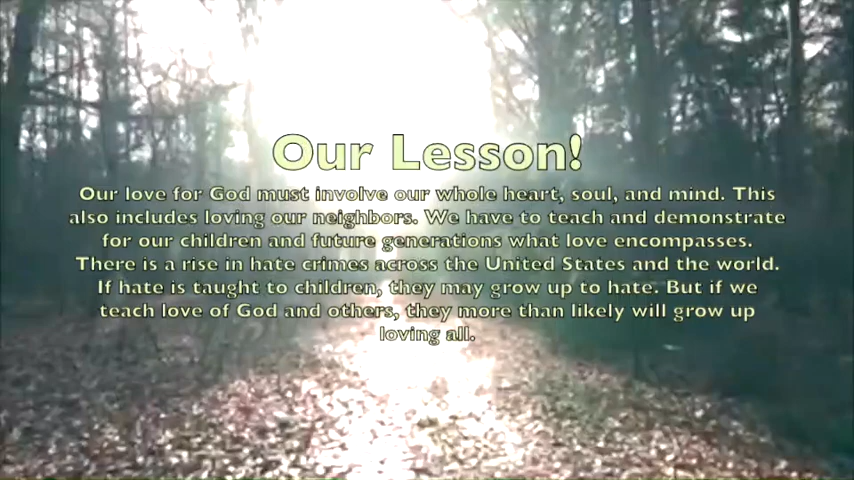 Our Lesson!
Our love for God must involve our whole heart, soul, and mind. This
also includes loving our neighbors. We have to teach and demonstrate
for our children and future generations what love encompasses.
There is a rise in hate crimes across the United States and the world.
If hate is taught to children, they may grow up to hate. But if we
teach love of God and others, they more than likely will grow up
loving all.